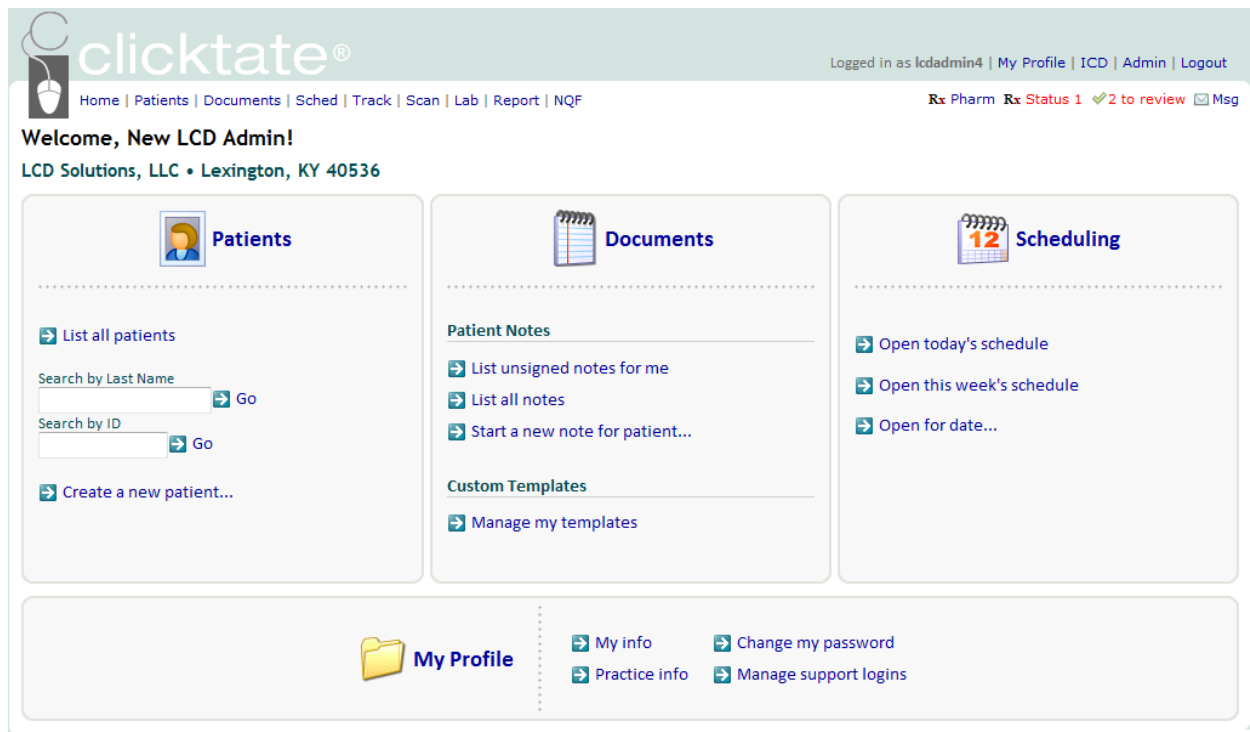 clicktate®
Logged in as lcdadmin4 | My Profile | ICD | Admin | Logout
Home | Patients | Documents | Sched | Track | Scan | Lab | Report | NQF
Rx Pharm Rx Status 1 2 to review Msg
Welcome, New LCD Admin!
LCD Solutions, LLC • Lexington, KY 40536
Patients
List all patients
Search by Last Name
Go
Search by ID
Go
Create a new patient...
Documents
Patient Notes
List unsigned notes for me
List all notes
Start a new note for patient...
Custom Templates
Manage my templates
12
Scheduling
Open today's schedule
Open this week's schedule
Open for date...
My Profile
My info
Change my password
Practice info
Manage support logins